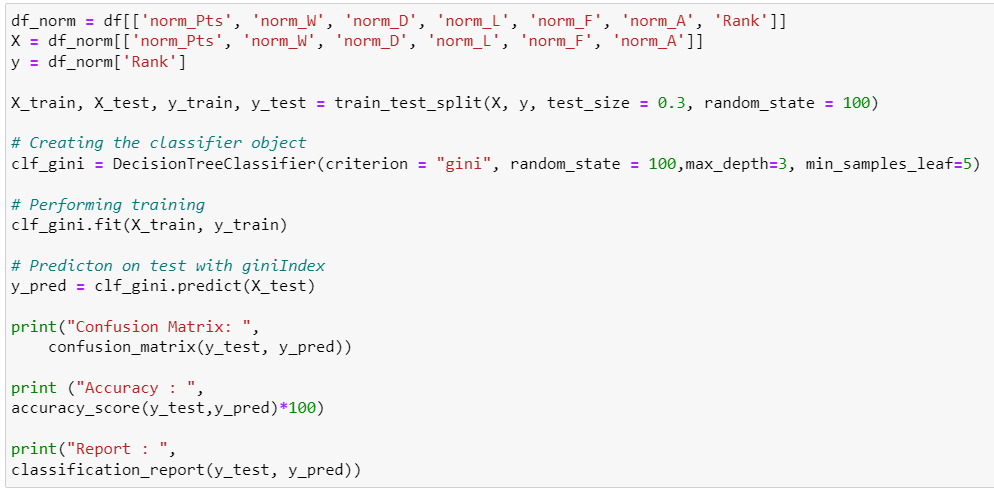 df_norm = df[['norm_Pts', 'norm_W', 'norm_D', 'norm_L', 'norm_F', 'norm_A', 'Rank']]
X = df_norm[['norm_Pts', 'norm_W', 'norm_D', 'norm_L', 'norm_F', 'norm_A']]
y = df_norm['Rank']

X_train, X_test, y_train, y_test = train_test_split(X, y, test_size = 0.3, random_state = 100)

# Creating the classifier object
clf_gini = DecisionTreeClassifier(criterion = "gini", random_state = 100,max_depth=3, min_samples_leaf=5)

# Performing training
clf_gini.fit(X_train, y_train)

# Predicton on test with giniIndex
y_pred = clf_gini.predict(X_test)

print("Confusion Matrix: ",
    confusion_matrix(y_test, y_pred))

print ("Accuracy : ",
accuracy_score(y_test,y_pred)*100)

print("Report : ",
classification_report(y_test, y_pred))